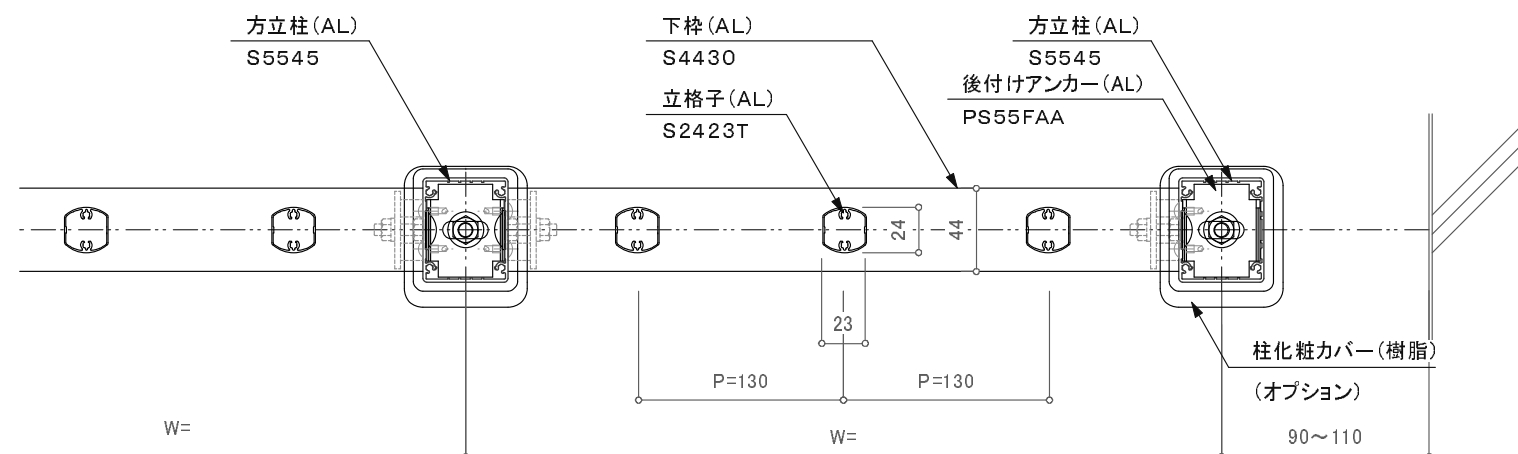 方立柱(AL)
S5545
下枠(AL)
S4430
立格子(AL)
S2423T
方立柱(AL)
S5545
後付けアンカー(AL)
PS55FAA
24
44
23
P=130
P=130
柱化粧カバー(樹脂)
(オプション)
W=
W=
90〜110